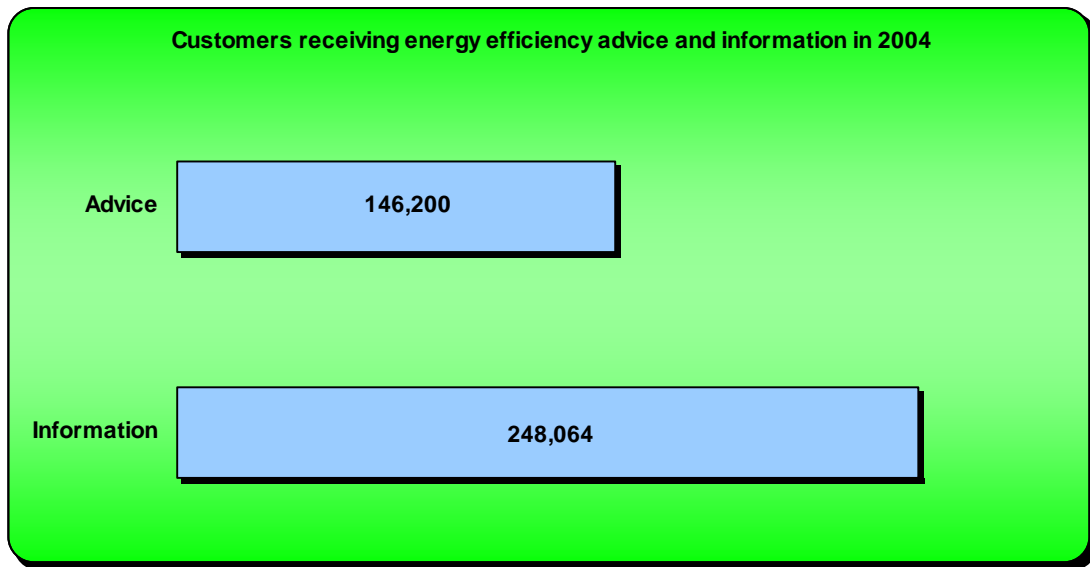 Customers receiving energy efficiency advice and information in 2004
Advice
146,200
Information
248,064